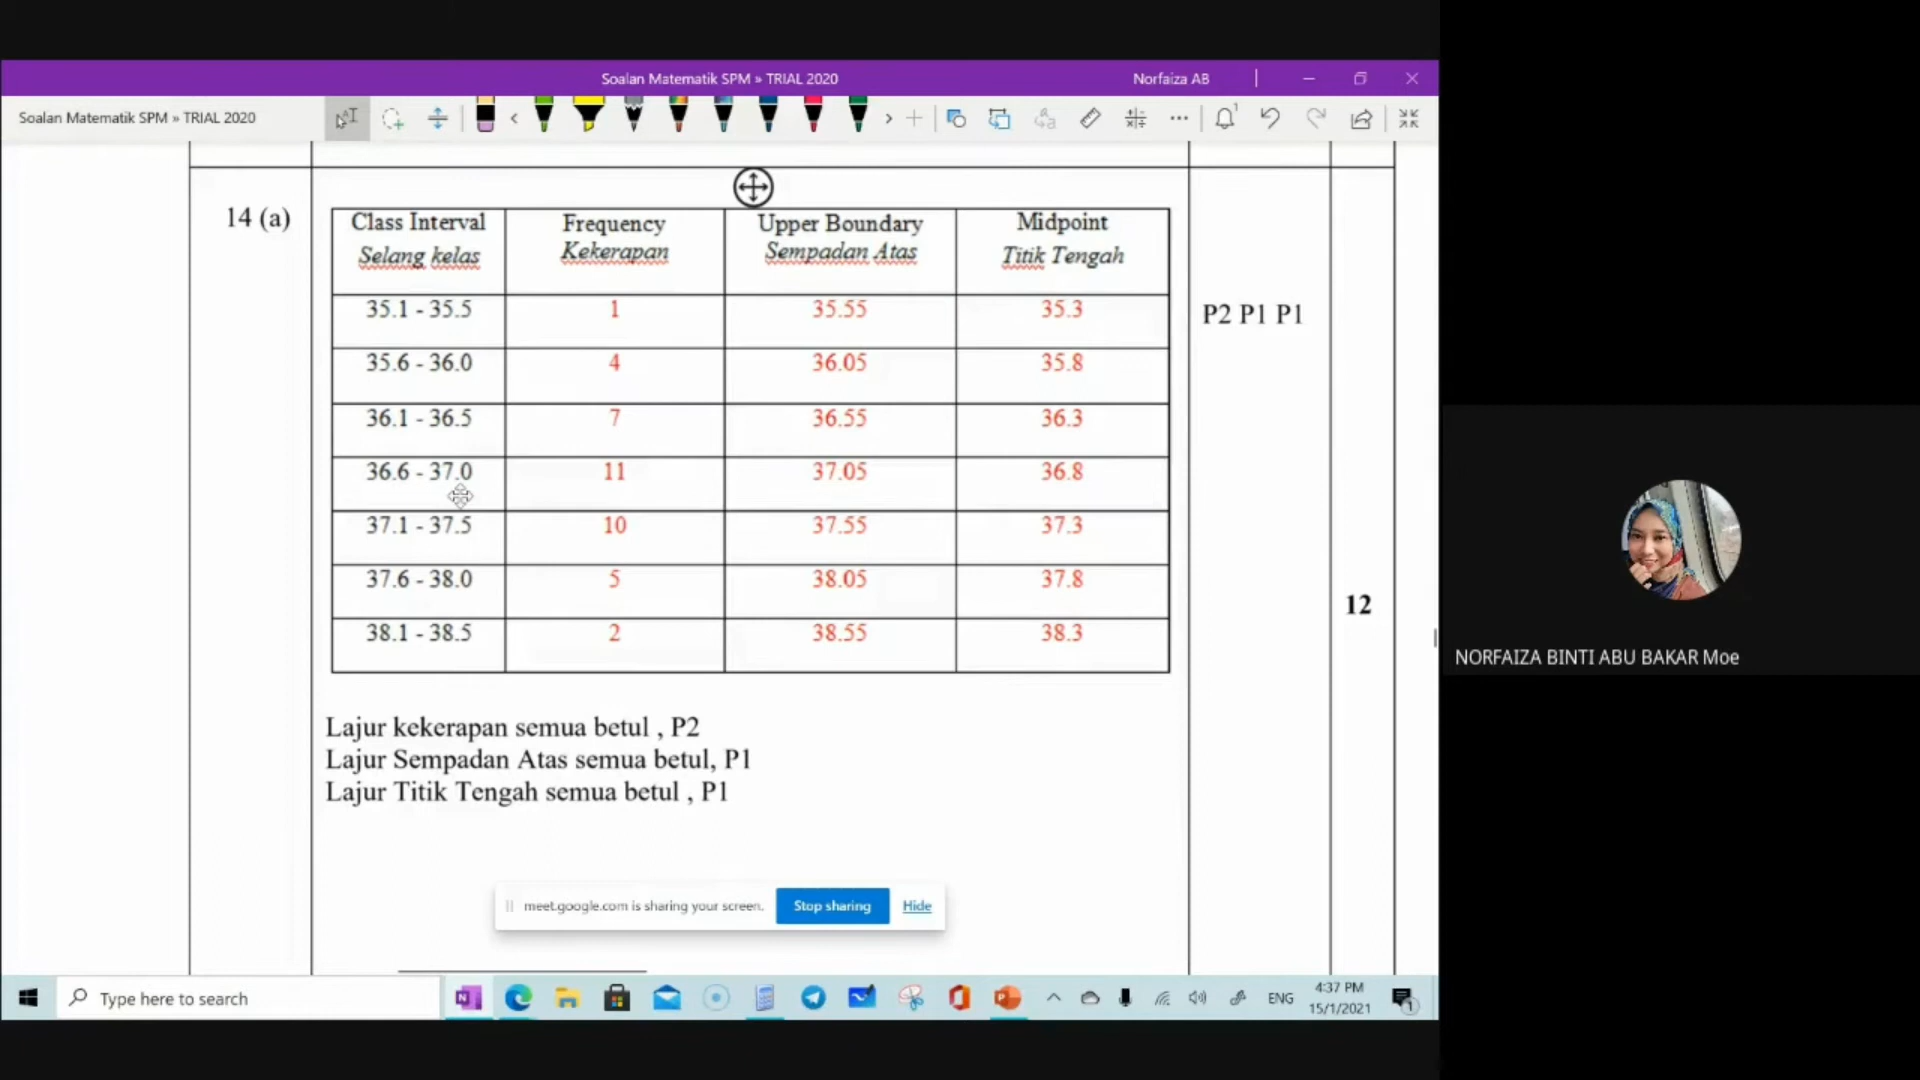 Soalan Matematik SPM » TRIAL 2020
Norfaiza AB
Soalan Matematik SPM » TRIAL 2020
14 (a)
Class Interval Frequency Upper Boundary Midpoint
Selang kelas Kekerapan Sempadan Atas Titik Tengah
35.1 - 35.5 1 35.55 35.3
P2 P1 P1
35.6 - 36.0 4 36.05 35.8
36.1 - 36.5 7 36.55 36.3
36.6 - 37.0 11 37.05 36.8
37.1 - 37.5 10 37.55 37.3
37.6 - 38.0 5 38.05 37.8
12
38.1 - 38.5 2 38.55 38.3
Lajur kekerapan semua betul , P2
Lajur Sempadan Atas semua betul, P1
Lajur Titik Tengah semua betul , P1
meet.google.com is sharing your screen. Stop sharing Hide
Type here to search
ENG
4:37 PM
15/1/2021
1
NORFAIZA BINTI ABU BAKAR Moe